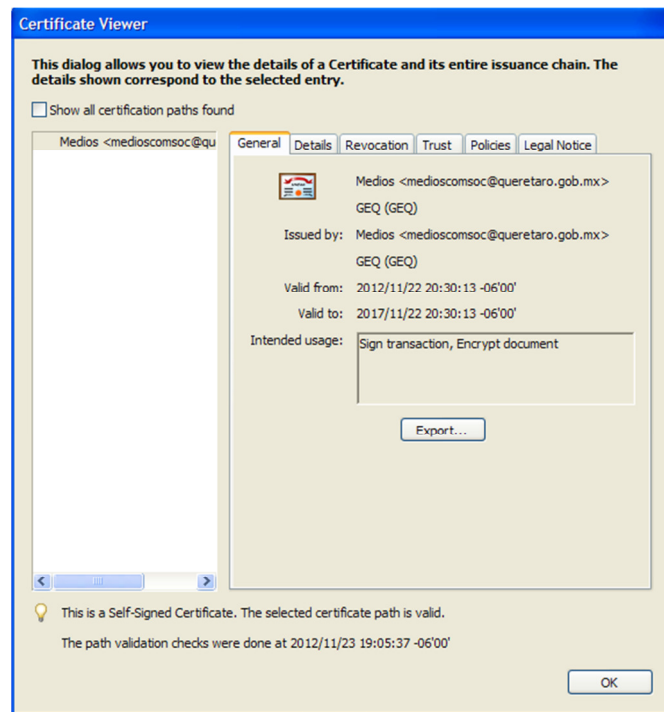 Certificate Viewer
This dialog allows you to view the details of a Certificate and its entire issuance chain. The
details shown correspond to the selected entry.
Show all certification paths found
Medios <medioscomsoc@qu
General Details Revocation Trust Policies Legal Notice
Medios <medioscomsoc@queretaro.gob.mx>
GEQ (GEQ)
Issued by: Medios <medioscomsoc@queretaro.gob.mx>
GEQ (GEQ)
Valid from: 2012/11/22 20:30:13 -06'00'
Valid to: 2017/11/22 20:30:13 -06'00'
Intended usage: Sign transaction, Encrypt document
Export...
This is a Self-Signed Certificate. The selected certificate path is valid.
The path validation checks were done at 2012/11/23 19:05:37 -06'00'
OK